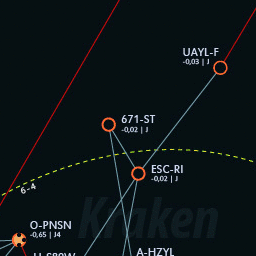 UAYL-F
-0,03 | J
671-ST
-0,02 | J
ESC-RI
-0,02 | J
6-4
Kraken
O-PNSN
-0,65 | J4
A-HZYL